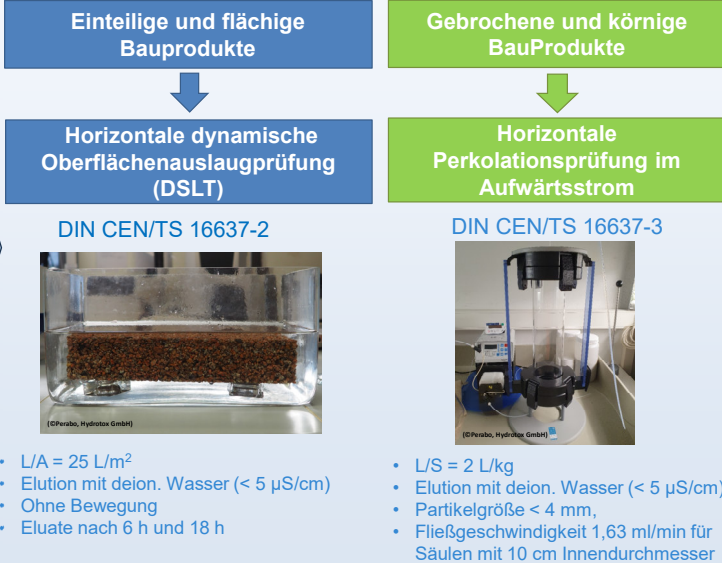 Einteilige und flächige
Bauprodukte
Horizontale dynamische
Oberflächenauslaugprüfung
(DSLT)
DIN CEN/TS 16637-2
(©Perabo, Hydrotox GmbH)
• L/A = 25 L/m²
• Elution mit deion. Wasser (< 5 µS/cm)
• Ohne Bewegung
• Eluate nach 6 h und 18 h
Gebrochene und körnige
BauProdukte
Horizontale
Perkolationsprüfung im
Aufwärtsstrom
DIN CEN/TS 16637-3
(©Perabo, Hydrotox GmbH)
• L/S = 2 L/kg
• Elution mit deion. Wasser (< 5 µS/cm)
• Partikelgröße < 4 mm,
• Fließgeschwindigkeit 1,63 ml/min für
Säulen mit 10 cm Innendurchmesser